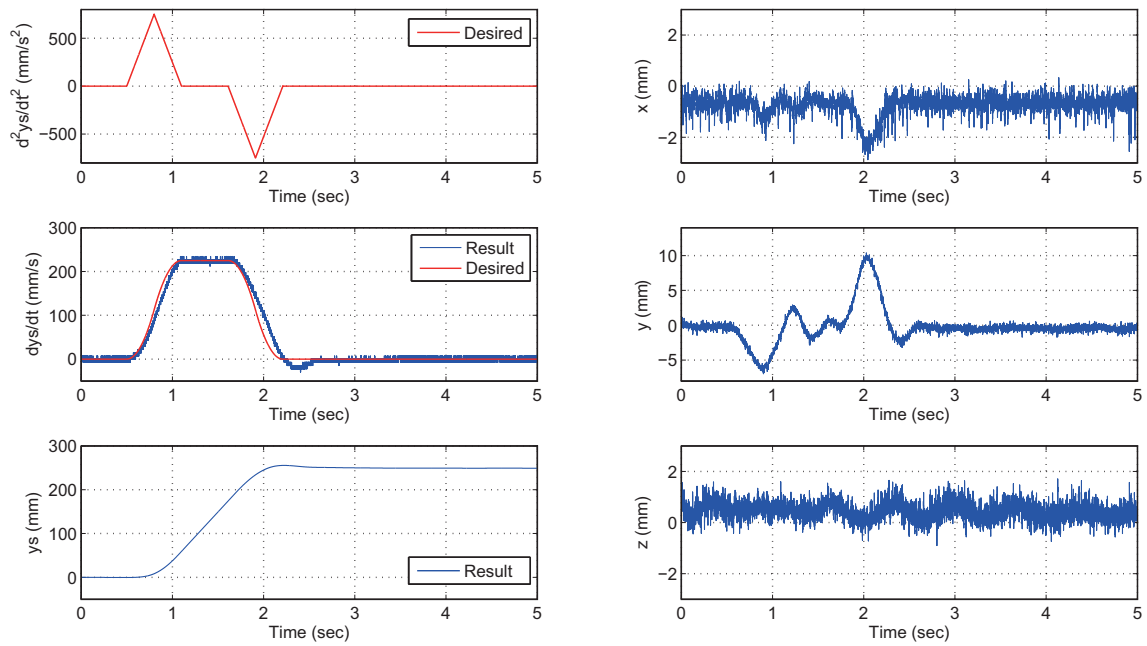 d²ys/dt² (mm/s²)
500
0
−500
0 1 2 3 4 5
Time (sec)
Desired
dys/dt (mm/s)
300
200
100
0
0 1 2 3 4 5
Time (sec)
Result
Desired
ys (mm)
300
200
100
0
0 1 2 3 4 5
Time (sec)
Result
x (mm)
2
0
−2
0 1 2 3 4 5
Time (sec)
y (mm)
10
5
0
−5
0 1 2 3 4 5
Time (sec)
z (mm)
2
0
−2
0 1 2 3 4 5
Time (sec)